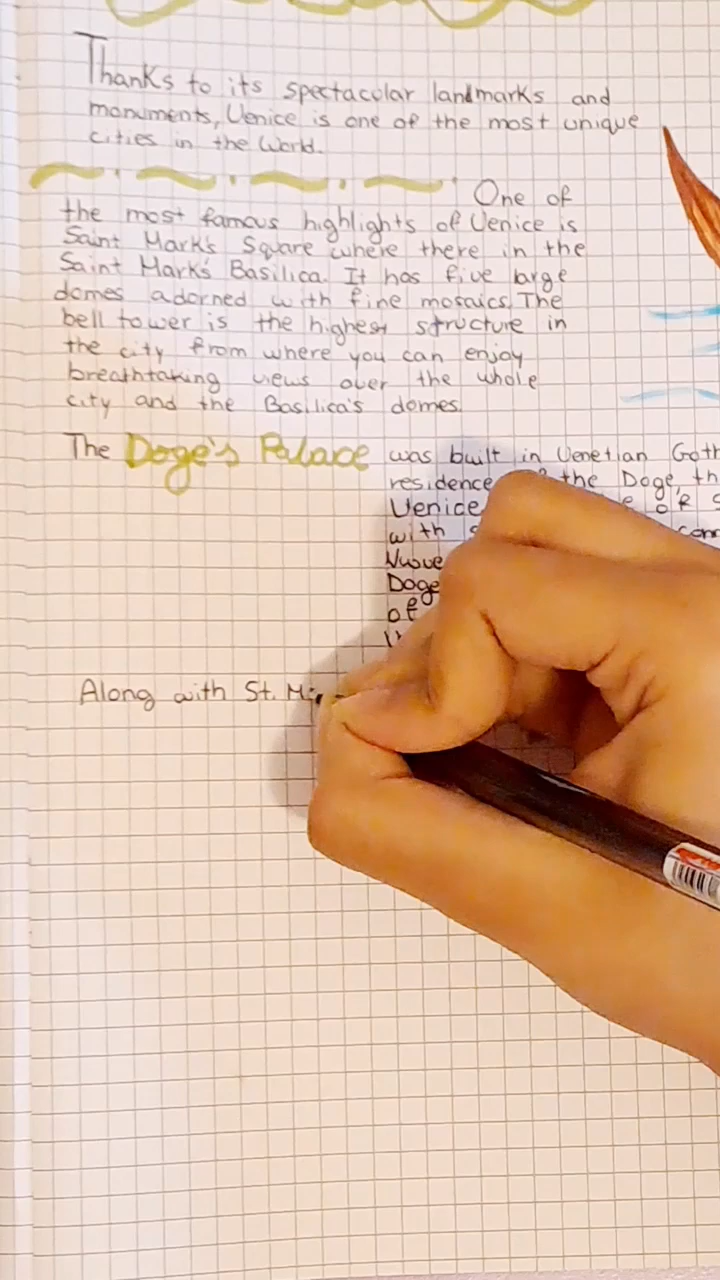 Thanks to its spectacular landmarks and
monuments, Venice is one of the most unique
cities in the World.
One of
the most famous highlights of Venice is
Saint Mark's Square where there in the
Saint Mark's Basilica. It has five large
domes adorned with fine mosaics. The
bell tower is the highest structure in
the city from where you can enjoy
breathtaking views over the whole
city and the Basilica's domes.
The Doge's Palace was built in Venetian
residence the Doge,
Venice
with
Doge
of
Along with St.